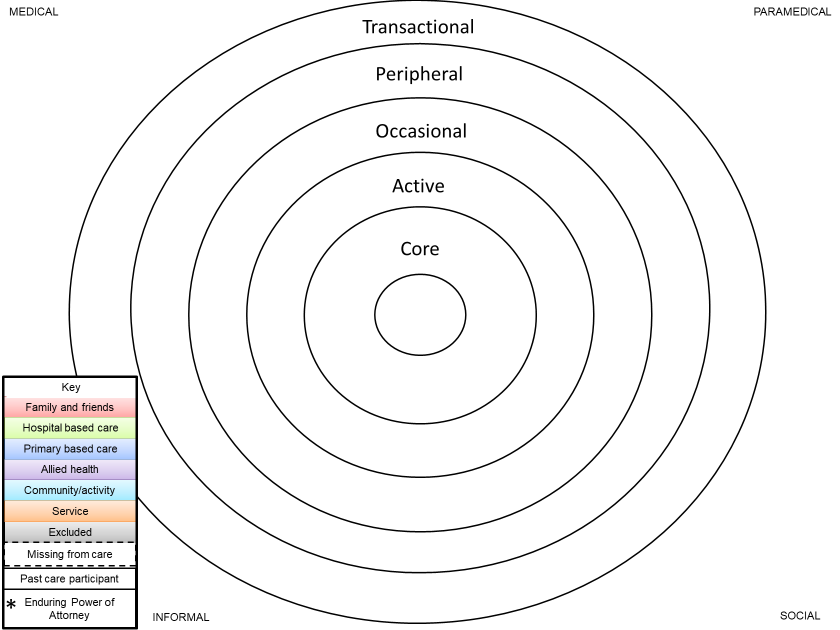 MEDICAL
PARAMEDICAL
Transactional
Peripheral
Occasional
Active
Core
Key
Family and friends
Hospital based care
Primary based care
Allied health
Community/activity
Service
Excluded
Missing from care
Past care participant
* Enduring Power of
Attorney
INFORMAL
SOCIAL